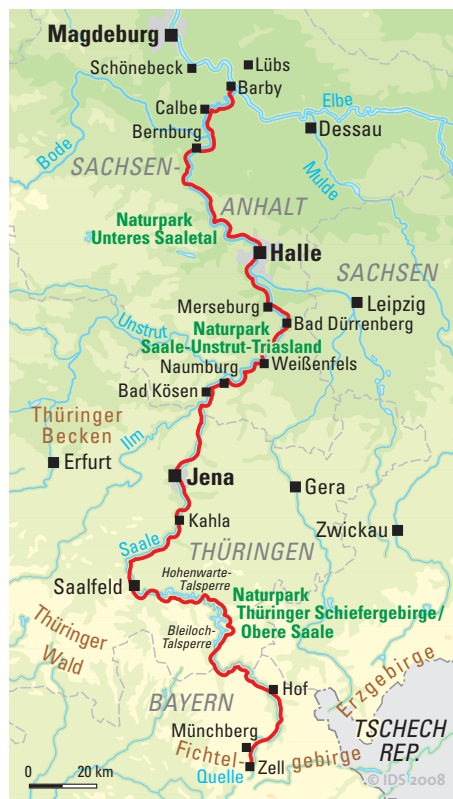 Magdeburg
Schönebeck
Lübs
Barby
Calbe
Elbe
Bernburg
Dessau
Bode
Mulde
SACHSEN-
ANHALT
Naturpark
Unteres Saaletal
Halle
SACHSEN
Merseburg
Leipzig
Unstrut
Naturpark
Saale-Unstrut-Triasland
Bad Dürrenberg
Naumburg
Weißenfels
Bad Kösen
Thüringer
Becken
Ilm
Erfurt
Jena
Gera
Kahla
Zwickau
Saale
THÜRINGEN
Hohenwarte-
Talsperre
Saalfeld
Naturpark
Thüringer Schiefergebirge/
Obere Saale
Bleiloch-
Talsperre
Thüringer
Wald
Erzgebirge
BAYERN
Hof
Münchberg
TSCHECH
REP.
Fichtel-
gebirge
Zell
Quelle
0 20 km
© IDS 2008